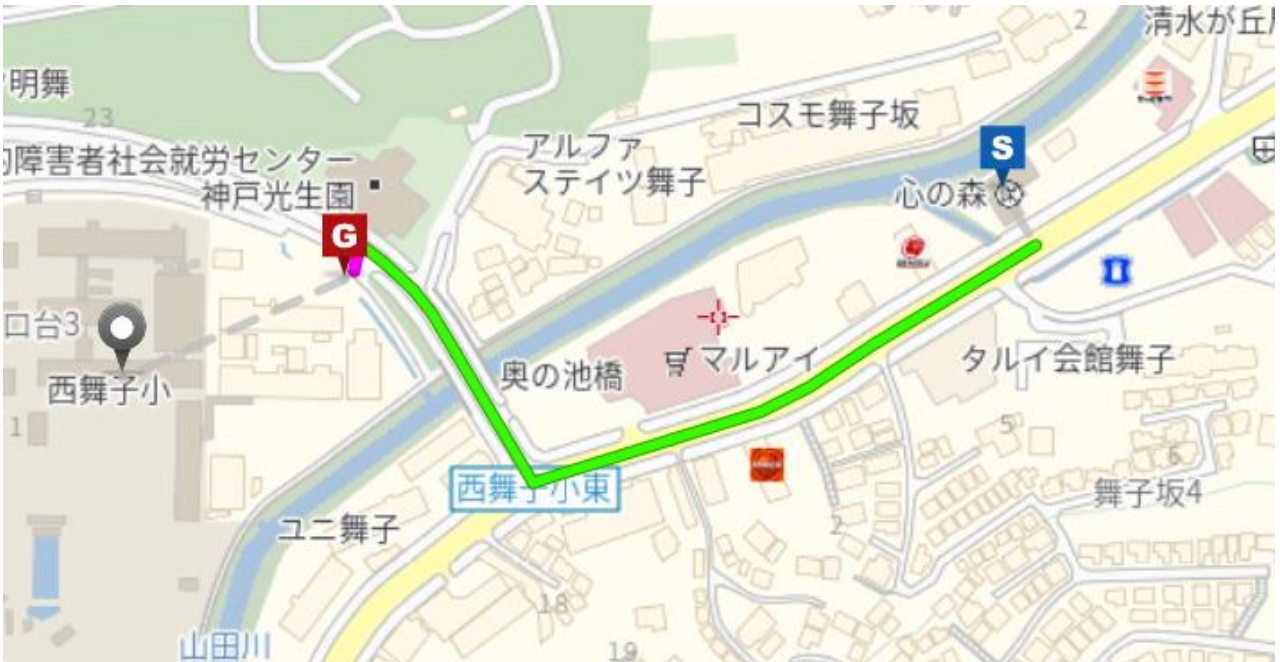 2
清水が丘
明舞
23
コスモ舞子坂
アルファ
ステイツ舞子
障害者社会就労センター
神戸光生園
S
心の森
G
口台3
西舞子小
奥の池橋
マルアイ
タルイ会館舞子
1
5
6
西舞子小東
舞子坂4
2
ユニ舞子
18
19
山田川